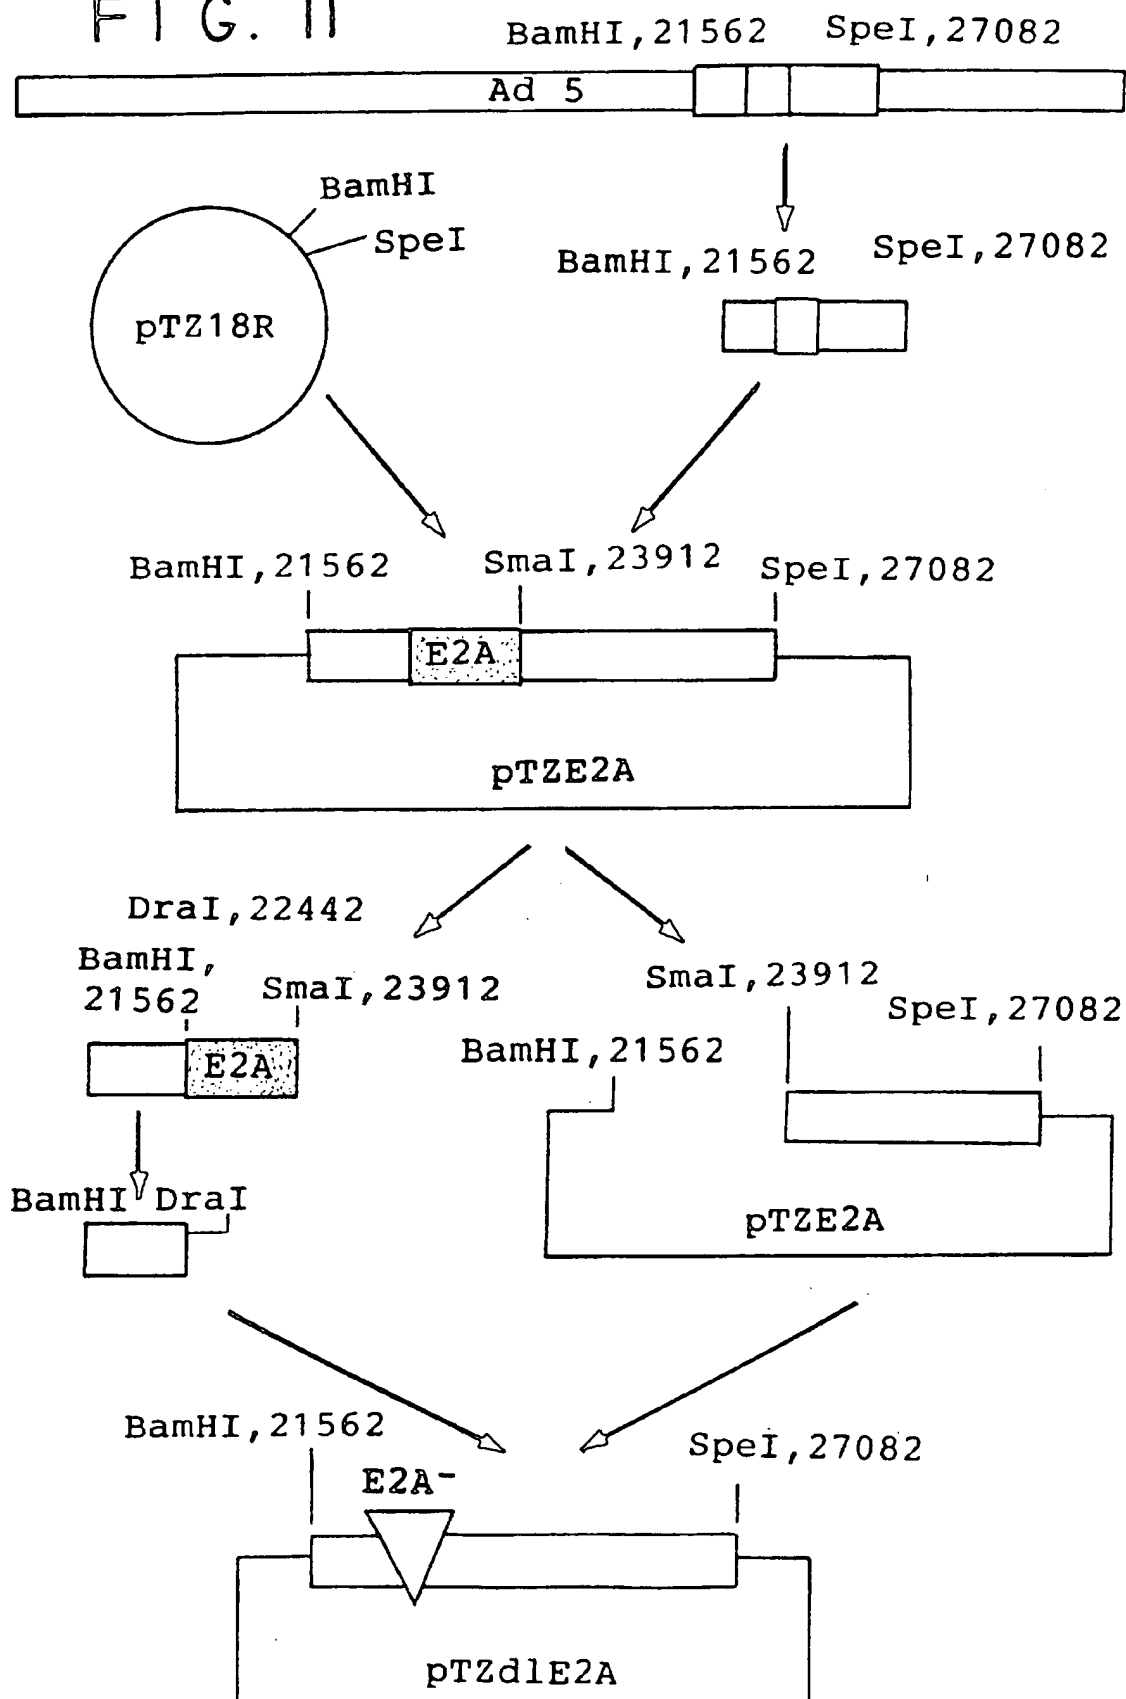 FIG. 11
BamHI,21562 SpeI,27082
Ad 5
BamHI
SpeI
pTZ18R
BamHI,21562 SpeI,27082
BamHI,21562 SmaI,23912 SpeI,27082
E2A
pTZE2A
DraI,22442
BamHI,
21562 SmaI,23912
E2A
SmaI,23912
SpeI,27082
BamHI,21562
BamHI DraI
pTZE2A
BamHI,21562 SpeI,27082
E2A-
pTZdlE2A